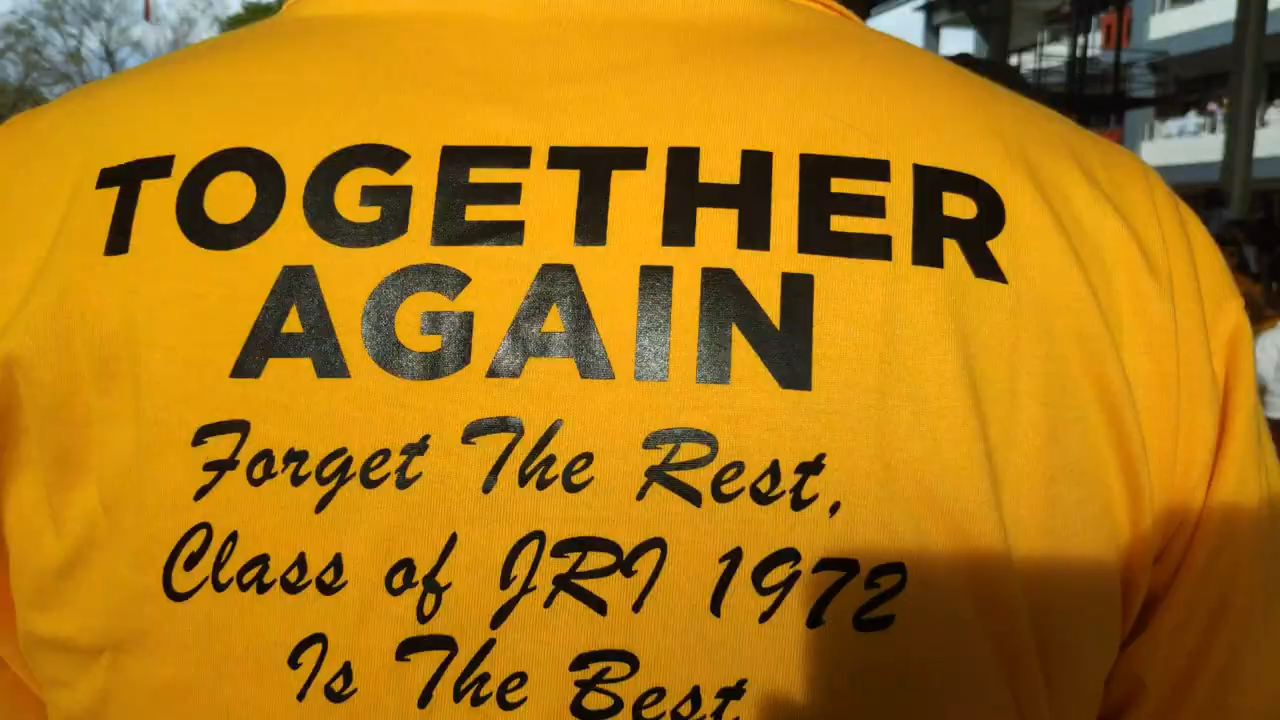 TOGETHER
AGAIN
Forget The Rest,
Class of JRI 1972
Is The Best